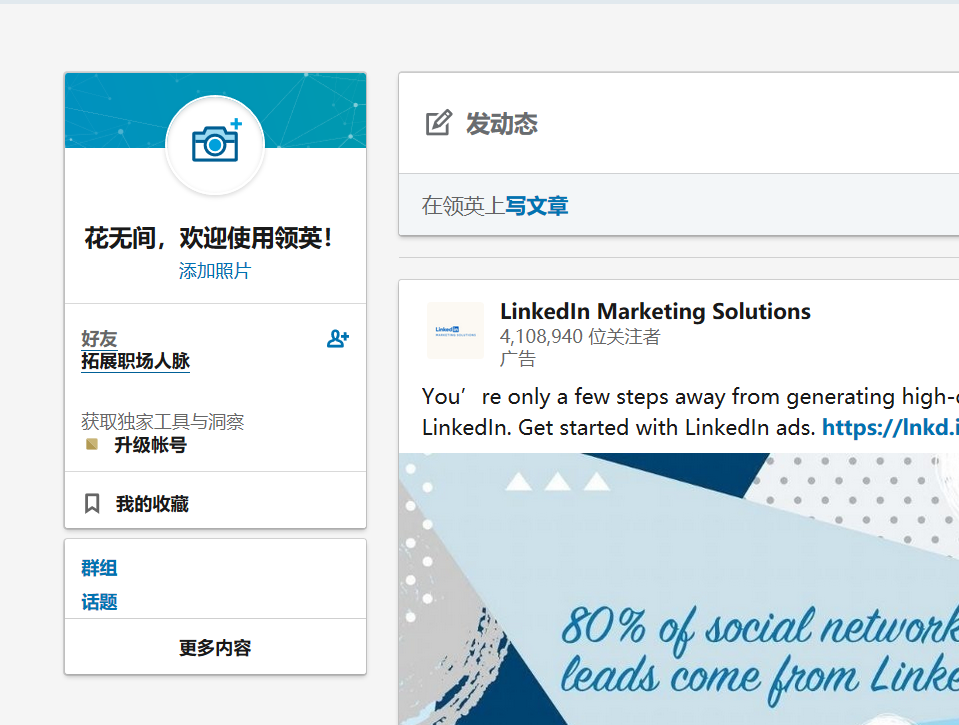 花无间，欢迎使用领英！
添加照片
好友
拓展职场人脉
获取独家工具与洞察
升级帐号
我的收藏
群组
话题
更多内容
发动态
在领英上写文章
LinkedIn
MARKETING SOLUTIONS
LinkedIn Marketing Solutions
4,108,940 位关注者
广告
You’re only a few steps away from generating high-
LinkedIn. Get started with LinkedIn ads. https://lnkd.i
80% of social network
leads come from Linke